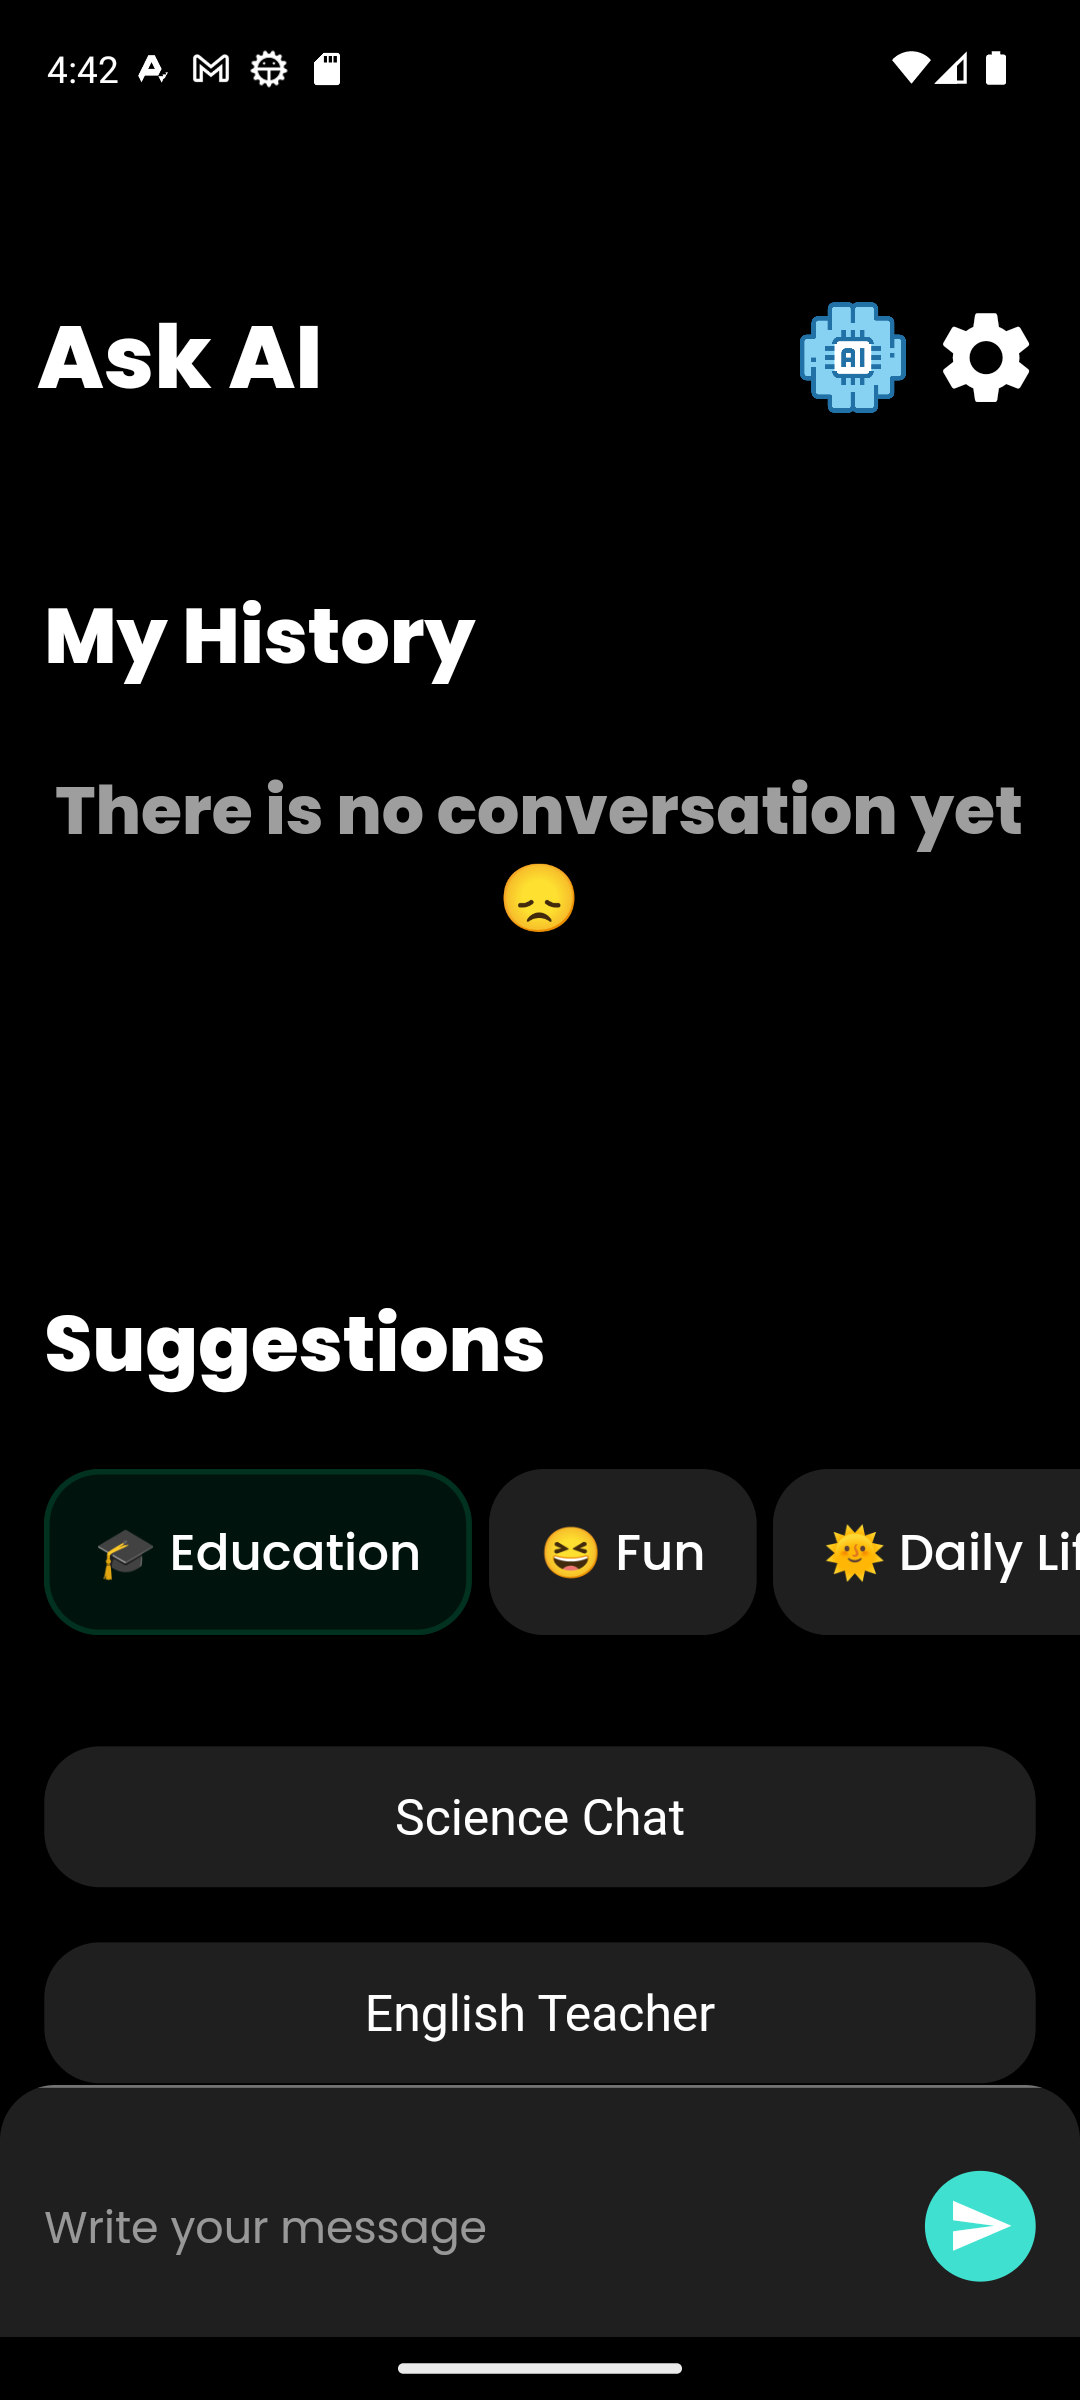 4:42
Ask AI
AI
My History
There is no conversation yet
😞
Suggestions
🎓 Education
😆 Fun
🌞 Daily Lif
Science Chat
English Teacher
Write your message